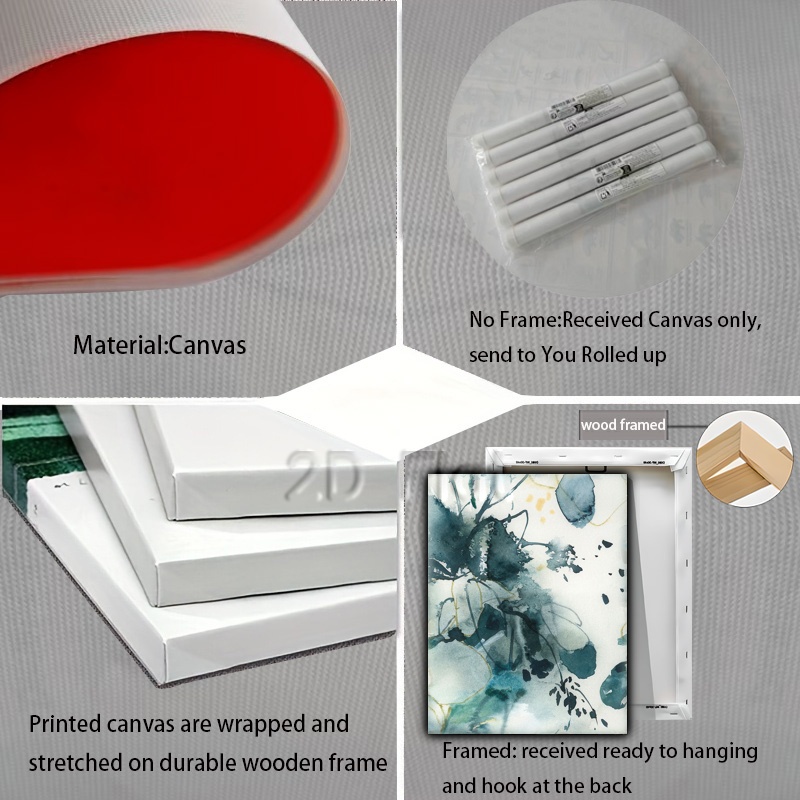 Material:Canvas
No Frame:Received Canvas only,
send to You Rolled up
2.D
wood framed
Printed canvas are wrapped and
stretched on durable wooden frame
Framed: received ready to hanging
and hook at the back